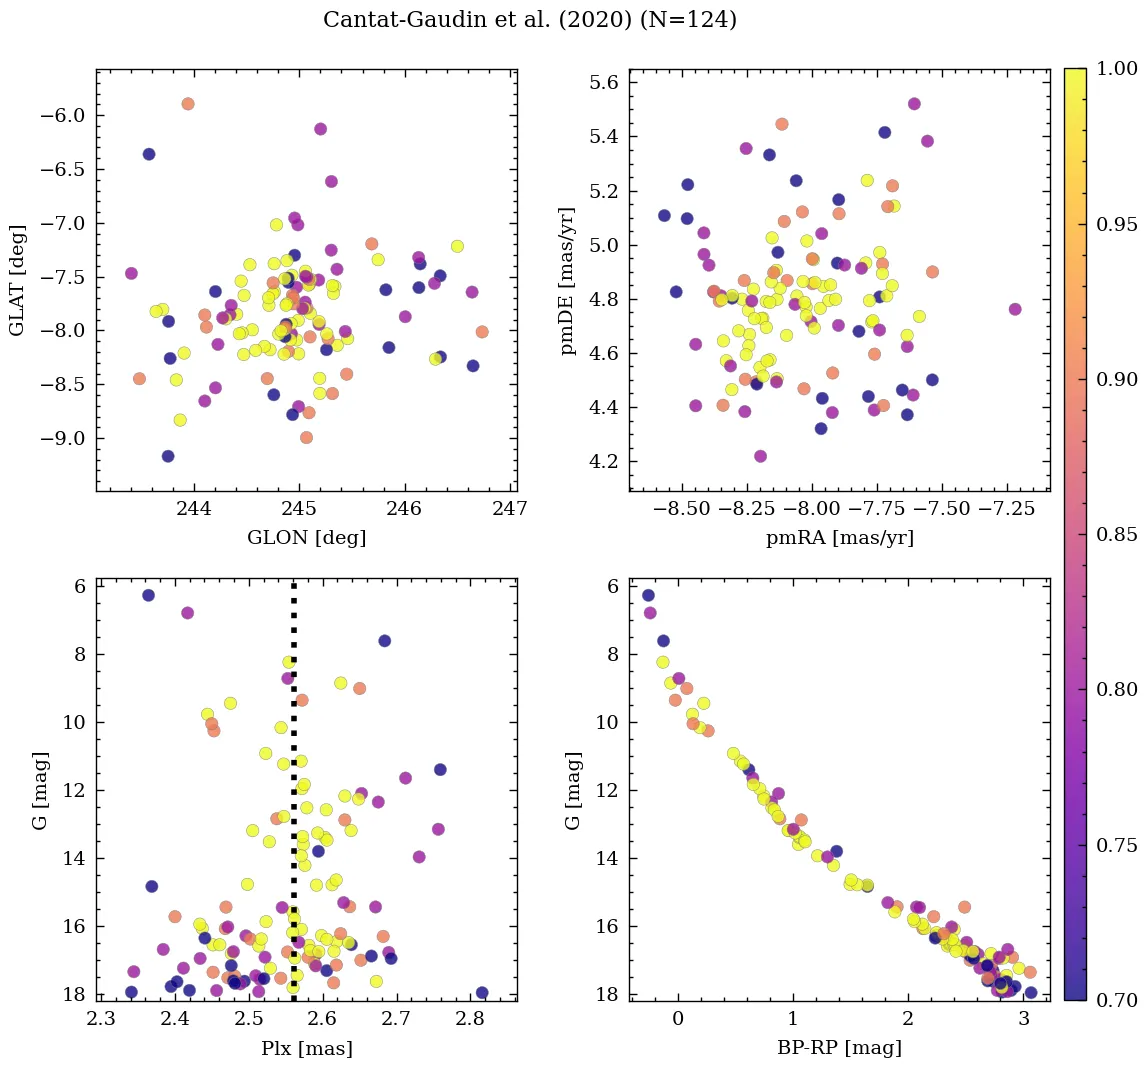 Cantat-Gaudin et al. (2020) (N=124)
−6.0
−6.5
−7.0
−7.5
−8.0
−8.5
−9.0
GLAT [deg]
244 245 246 247
GLON [deg]
5.6
5.4
5.2
5.0
4.8
4.6
4.4
4.2
pmDE [mas/yr]
−8.50 −8.25 −8.00 −7.75 −7.50 −7.25
pmRA [mas/yr]
6
8
10
12
14
16
18
G [mag]
2.3 2.4 2.5 2.6 2.7 2.8
Plx [mas]
6
8
10
12
14
16
18
G [mag]
0 1 2 3
BP-RP [mag]
1.00
0.95
0.90
0.85
0.80
0.75
0.70